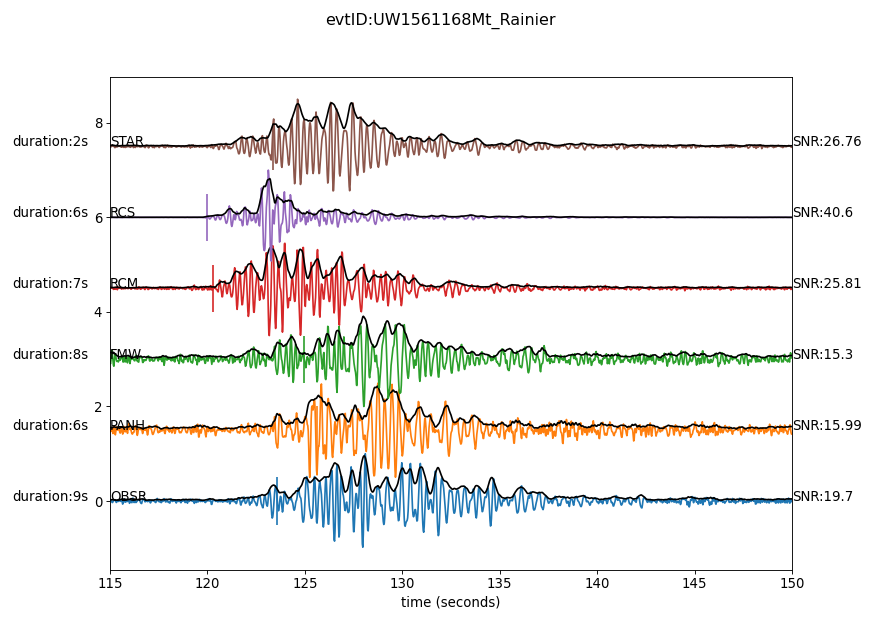 evtID:UW1561168Mt_Rainier
8
duration:2s STAR SNR:26.76
duration:6s RCS SNR:40.6
6
duration:7s RCM SNR:25.81
4
duration:8s FMW SNR:15.3
2
duration:6s PANH SNR:15.99
duration:9s OBSR SNR:19.7
0
115 120 125 130 135 140 145 150
time (seconds)